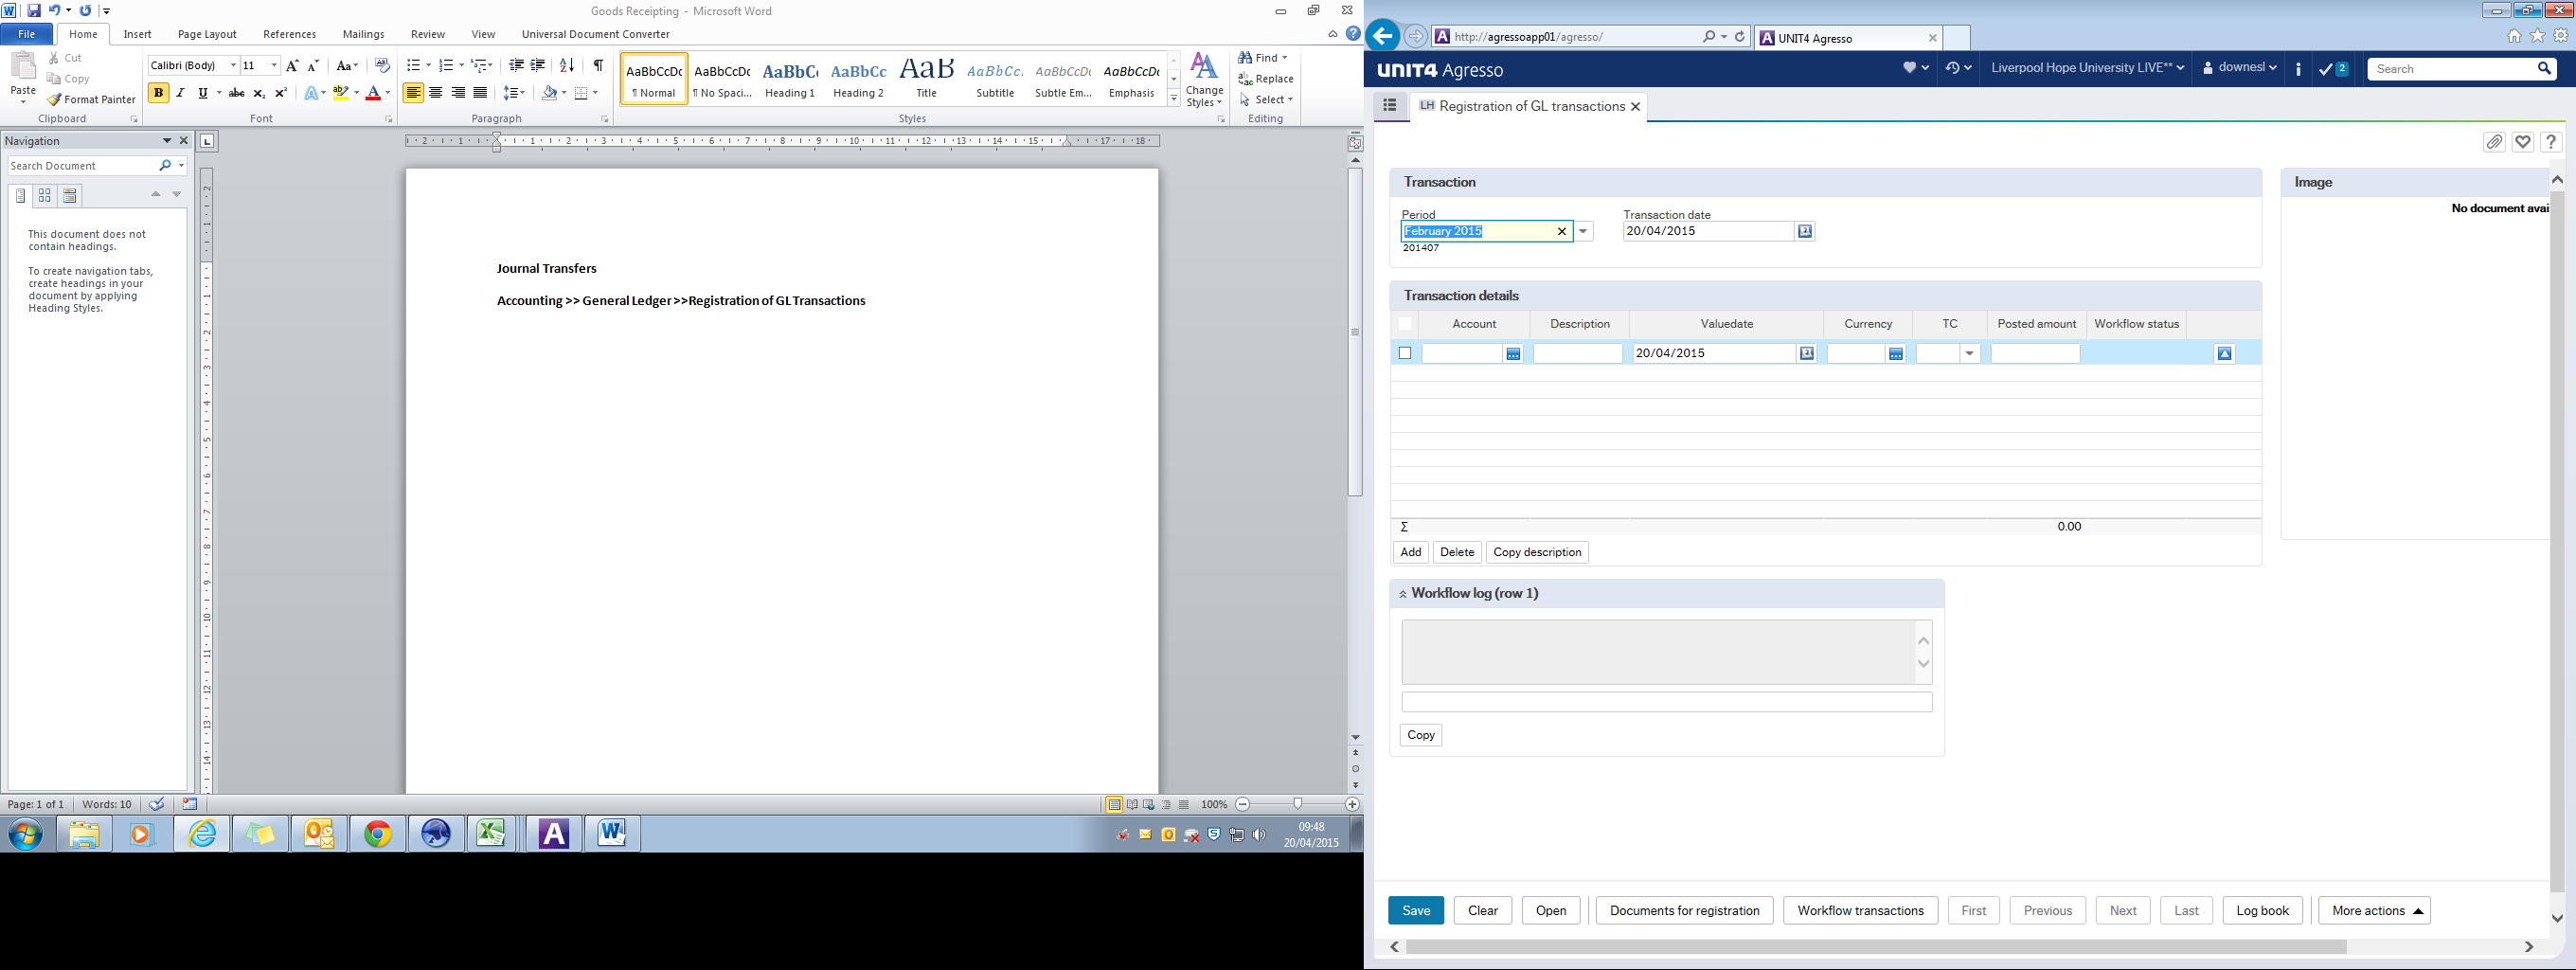 Goods Receipting - Microsoft Word
File Home Insert Page Layout References Mailings Review View Universal Document Converter
Paste
Cut
Copy
Format Painter
Clipboard
Calibri (Body) 11
Font
Paragraph
AaBbCcDc AaBbCcDc AaBbC AaBbCc AaB AaBbCc. AaBbCcDc AaBbCcDc
¶ Normal ¶ No Spaci... Heading 1 Heading 2 Title Subtitle Subtle Em... Emphasis
Styles
Change Styles
Find
Replace
Select
Editing
Navigation
Search Document
This document does not
contain headings.
To create navigation tabs,
create headings in your
document by applying
Heading Styles.
Journal Transfers
Accounting >> General Ledger >>Registration of GL Transactions
Page: 1 of 1 Words: 10 100%
09:48
20/04/2015
http://agressoapp01/agresso/ UNIT4 Agresso
UNIT4 Agresso Liverpool Hope University LIVE** downesl 2 Search
LH Registration of GL transactions
Transaction
Period Transaction date
February 2015 20/04/2015
201407
Image
No document avai
Transaction details
Account Description Valuedate Currency TC Posted amount Workflow status
20/04/2015
Σ 0.00
Add Delete Copy description
Workflow log (row 1)
Copy
Save Clear Open Documents for registration Workflow transactions First Previous Next Last Log book More actions